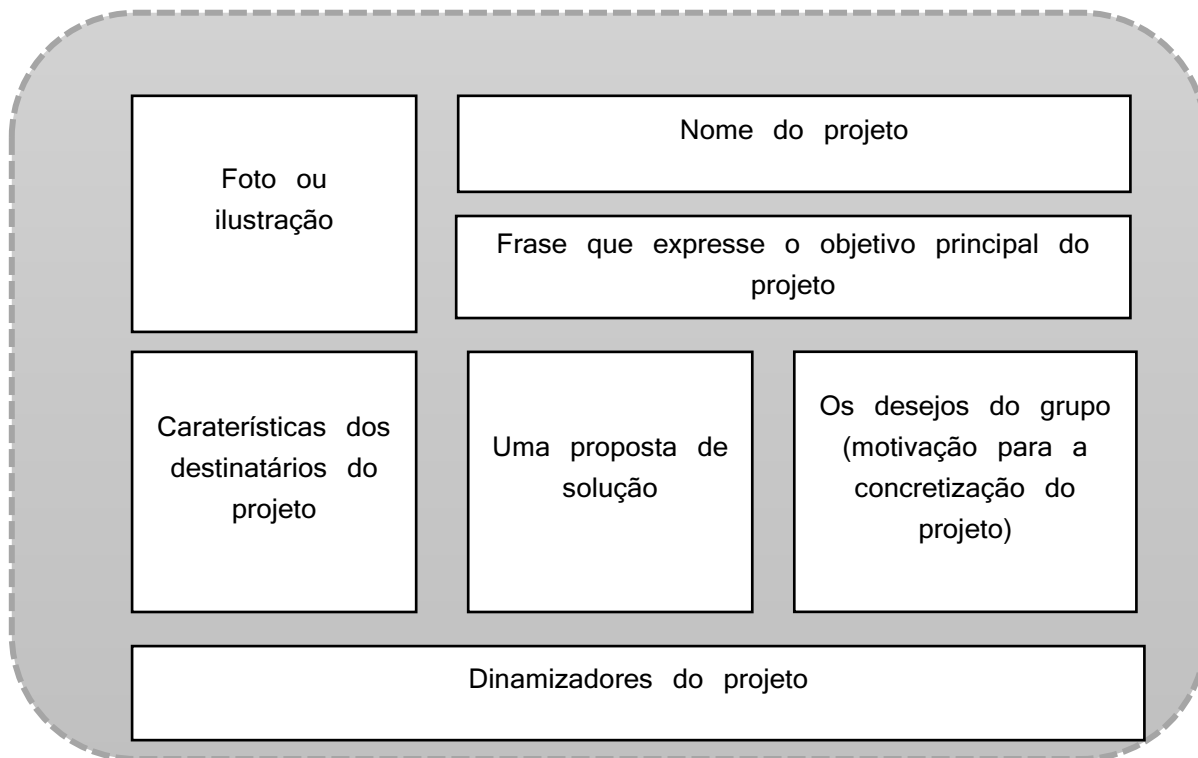 Foto ou
ilustração
Nome do projeto
Frase que expresse o objetivo principal do
projeto
Caraterísticas dos
destinatários do
projeto
Uma proposta de
solução
Os desejos do grupo
(motivação para a
concretização do
projeto)
Dinamizadores do projeto